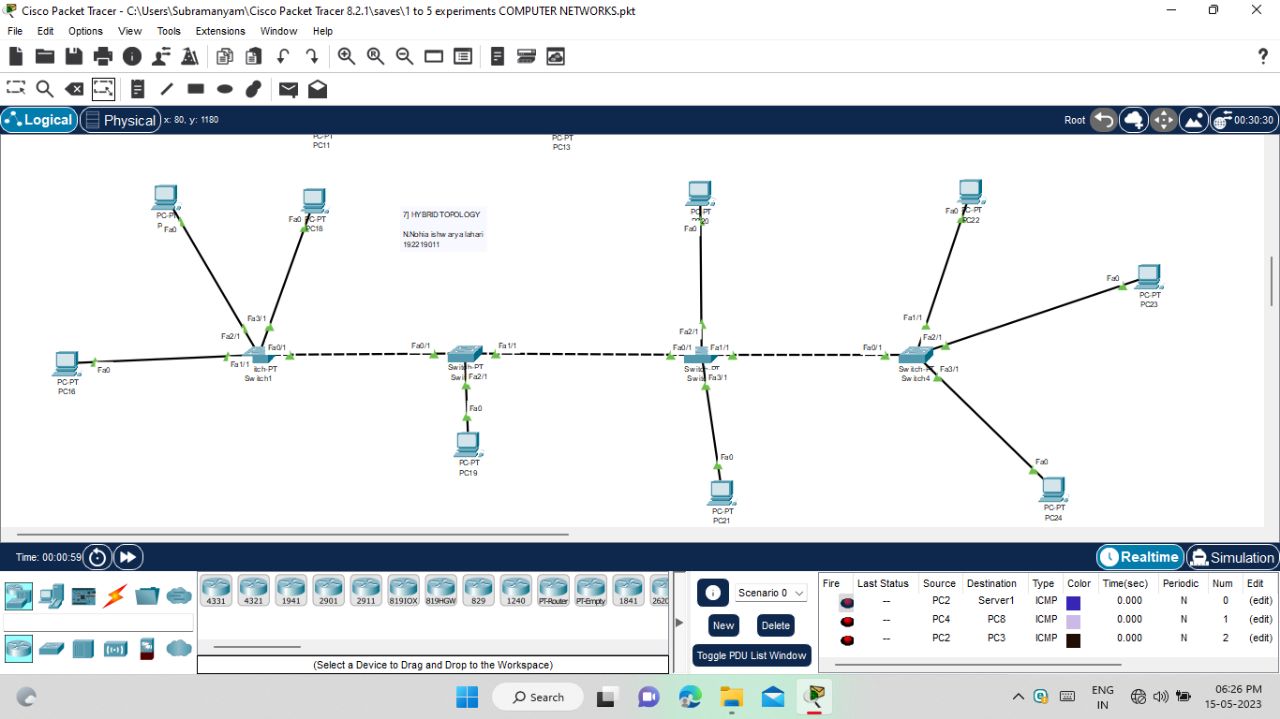 Cisco Packet Tracer - C:\Users\Subramanyam\Cisco Packet Tracer 8.2.1\saves\1 to 5 experiments COMPUTER NETWORKS.pkt
File Edit Options View Tools Extensions Window Help
Logical Physical x: 80, y: 1180 Root 00:30:30
PC-PT PC-PT
PC11 PC13
PC-PT
P
Fa0
Fa0 PC-PT
PC18
7] HYBRID TOPOLOGY
N.Nohia ishw arya lahari
192219011
PC-PT
Fa0
Fa0 PC-PT
PC22
Fa0
PC-PT
PC23
Fa3/1
Fa2/1
Fa0/1
Fa1/1
itch-PT
Switch1
PC-PT
PC16
Fa0
Fa0/1 Fa1/1
Switch-PT
Fa2/1
Fa0
PC-PT
PC19
Fa2/1
Fa0/1 Fa1/1
Fa3/1
Fa0
PC-PT
PC21
Fa1/1
Fa2/1
Fa0/1
Switch-PT
Fa3/1
Switch4
Fa0
PC-PT
PC24
Time: 00:00:59 Realtime Simulation
4331 4321 1941 2901 2911 819IOX 819HGW 829 1240 PT-Router PT-Empty 1841 2620
(Select a Device to Drag and Drop to the Workspace)
Scenario 0
New Delete
Toggle PDU List Window
Fire Last Status Source Destination Type Color Time(sec) Periodic Num Edit
-- PC2 Server1 ICMP 0.000 N 0 (edit)
-- PC4 PC8 ICMP 0.000 N 1 (edit)
-- PC2 PC3 ICMP 0.000 N 2 (edit)
Search
ENG
IN
06:26 PM
15-05-2023